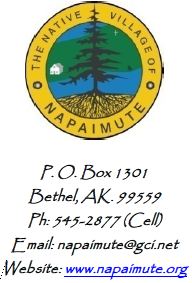 THE NATIVE VILLAGE OF
NAPAIMUTE
P. O. Box 1301
Bethel, AK. 99559
Ph: 545-2877 (Cell)
Email: napaimute@gci.net
Website: www.napaimute.org